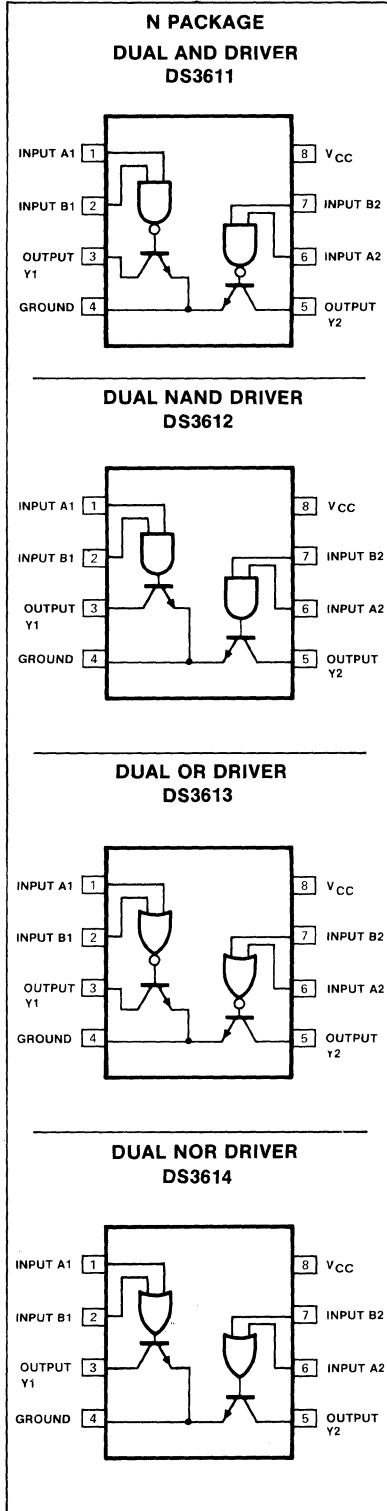 N PACKAGE
DUAL AND DRIVER
DS3611
INPUT A1 1
8 VCC
INPUT B1 2
7 INPUT B2
OUTPUT 3
Y1
6 INPUT A2
GROUND 4
5 OUTPUT
Y2
DUAL NAND DRIVER
DS3612
INPUT A1 1
8 VCC
INPUT B1 2
7 INPUT B2
OUTPUT 3
Y1
6 INPUT A2
GROUND 4
5 OUTPUT
Y2
DUAL OR DRIVER
DS3613
INPUT A1 1
8 VCC
INPUT B1 2
7 INPUT B2
OUTPUT 3
Y1
6 INPUT A2
GROUND 4
5 OUTPUT
Y2
DUAL NOR DRIVER
DS3614
INPUT A1 1
8 VCC
INPUT B1 2
7 INPUT B2
OUTPUT 3
Y1
6 INPUT A2
GROUND 4
5 OUTPUT
Y2